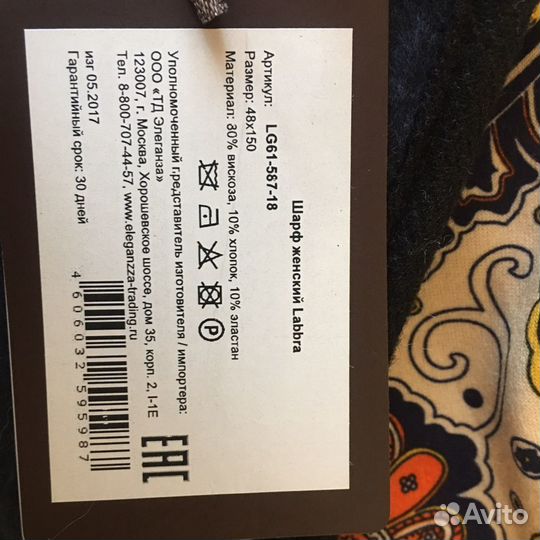 Шарф женский Labbra
Артикул: LG61-587-18
Размер: 48х150
Материал: 80% вискоза, 10% хлопок, 10% эластан
P
Уполномоченный представитель изготовителя / импортера:
ООО «ТД Элеганза»
123007, г. Москва, Хорошевское шоссе, дом 35, корп. 2, I-1Е
Тел. 8-800-707-44-57, www.eleganzza-trading.ru
изг 05.2017
Гарантийный срок: 30 дней
4 606032 595987
EAC
Avito